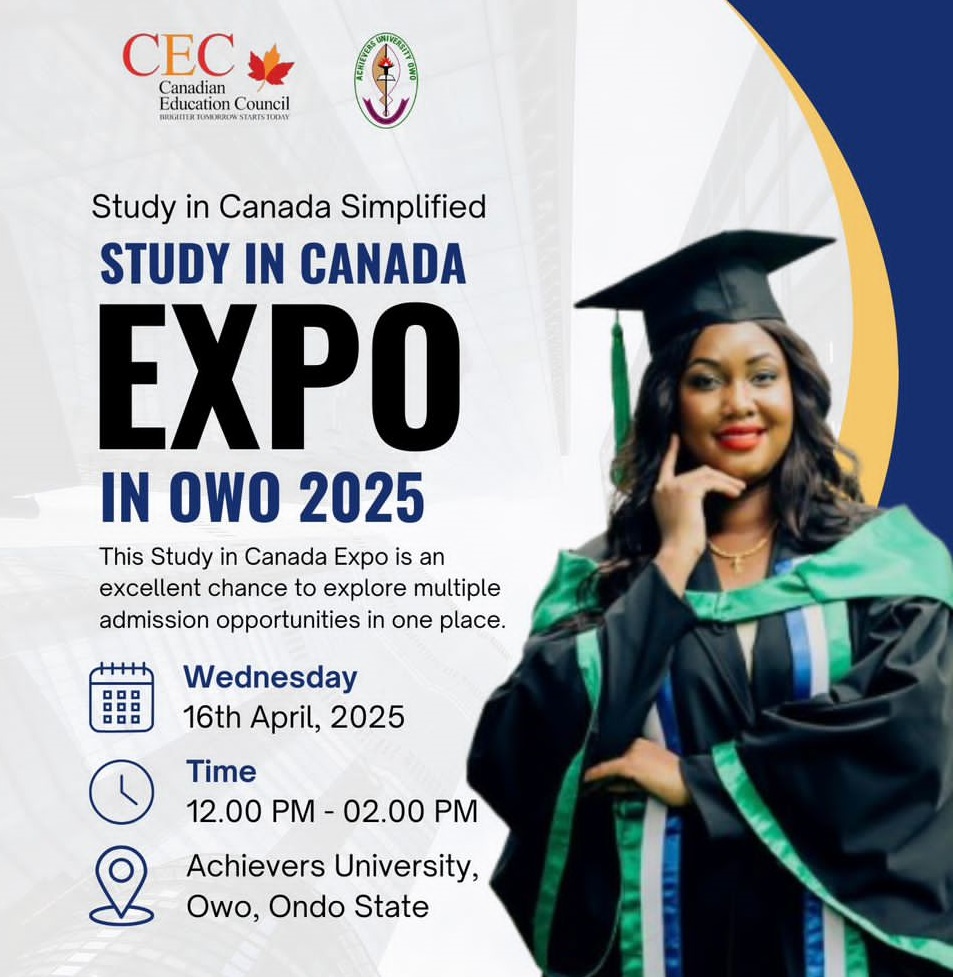 CEC
Canadian
Education Council
BRIGHTER TOMORROW STARTS TODAY
ACHIEVERS UNIVERSITY OWO
Study in Canada Simplified
STUDY IN CANADA
EXPO
IN OWO 2025
This Study in Canada Expo is an
excellent chance to explore multiple
admission opportunities in one place.
Wednesday
16th April, 2025
Time
12.00 PM - 02.00 PM
Achievers University,
Owo, Ondo State